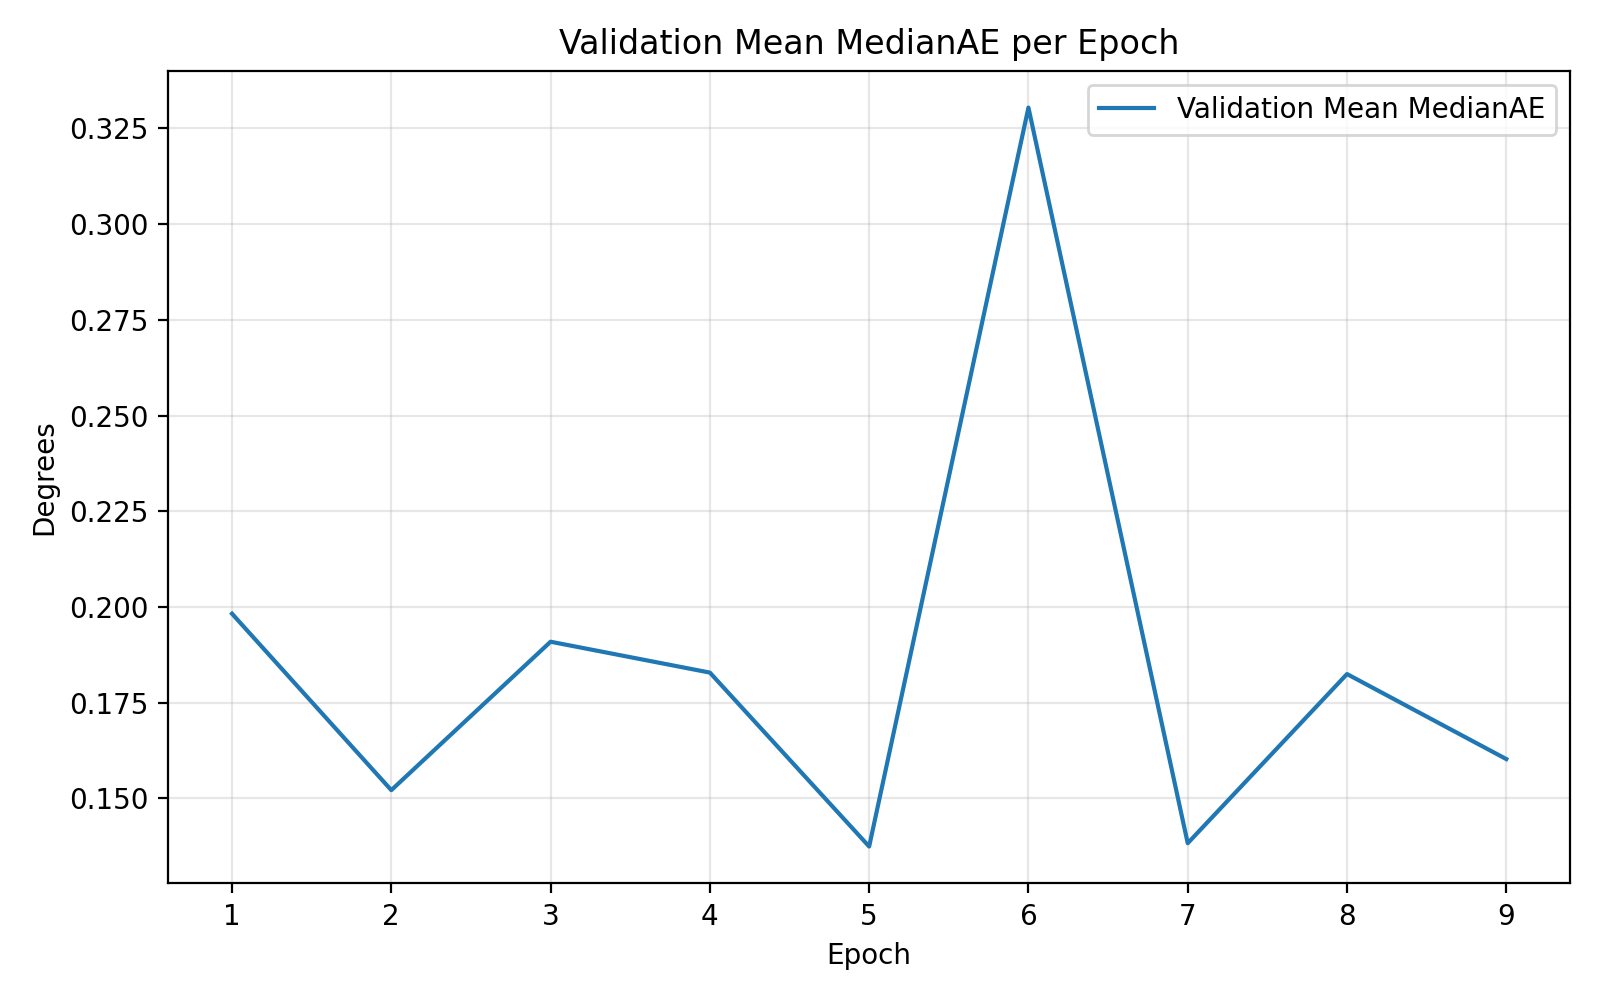 Validation Mean MedianAE per Epoch
Validation Mean MedianAE
0.325
0.300
0.275
0.250
0.225
0.200
0.175
0.150
Degrees
1 2 3 4 5 6 7 8 9
Epoch